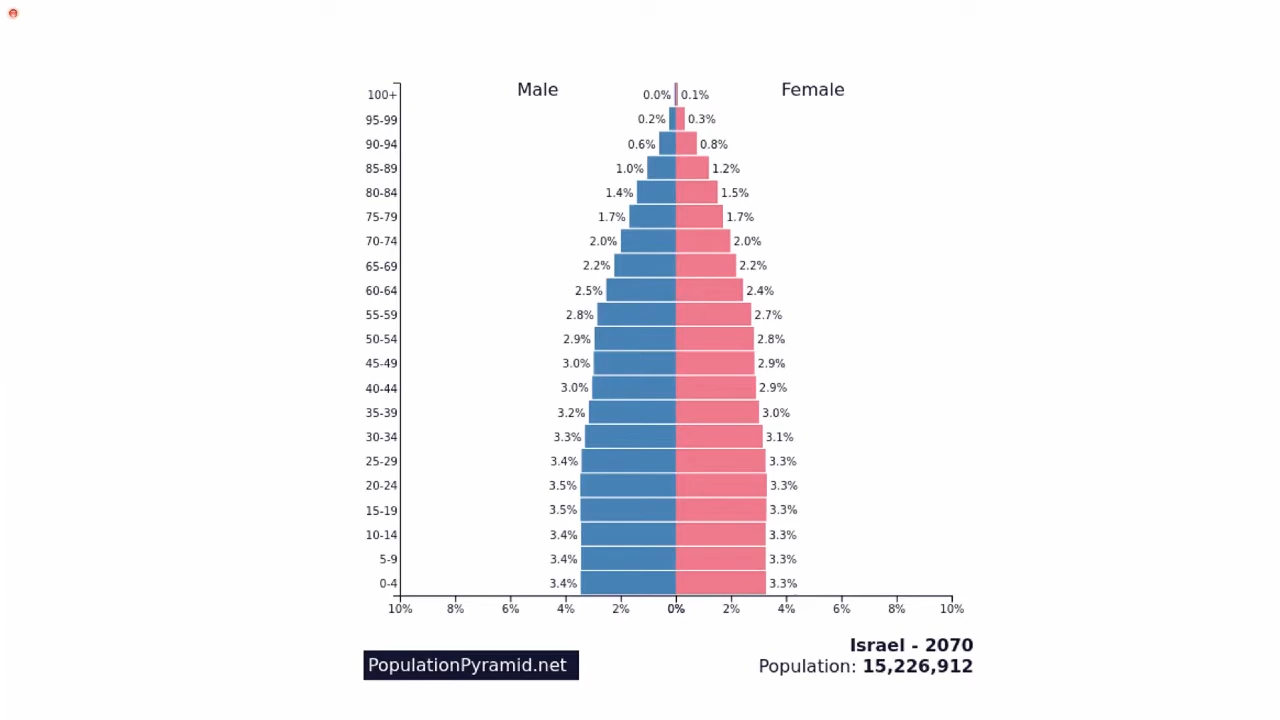 Male Female
100+ 0.0% 0.1%
95-99 0.2% 0.3%
90-94 0.6% 0.8%
85-89 1.0% 1.2%
80-84 1.4% 1.5%
75-79 1.7% 1.7%
70-74 2.0% 2.0%
65-69 2.2% 2.2%
60-64 2.5% 2.4%
55-59 2.8% 2.7%
50-54 2.9% 2.8%
45-49 3.0% 2.9%
40-44 3.0% 2.9%
35-39 3.2% 3.0%
30-34 3.3% 3.1%
25-29 3.4% 3.3%
20-24 3.5% 3.3%
15-19 3.5% 3.3%
10-14 3.4% 3.3%
5-9 3.4% 3.3%
0-4 3.4% 3.3%
10% 8% 6% 4% 2% 0% 2% 4% 6% 8% 10%
Israel - 2070
PopulationPyramid.net Population: 15,226,912